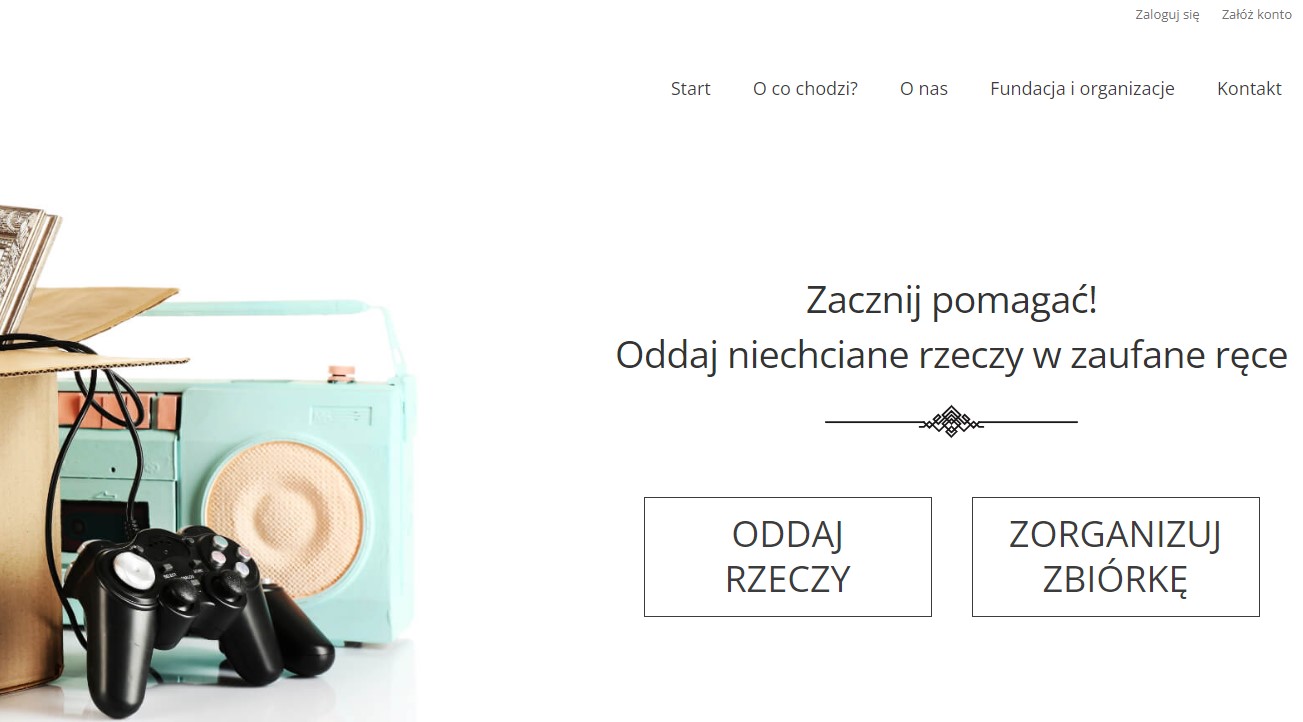 Zaloguj się Załóż konto
Start O co chodzi? O nas Fundacja i organizacje Kontakt
Zacznij pomagać!
Oddaj niechciane rzeczy w zaufane ręce
ODDAJ
RZECZY
ZORGANIZUJ
ZBIÓRKĘ